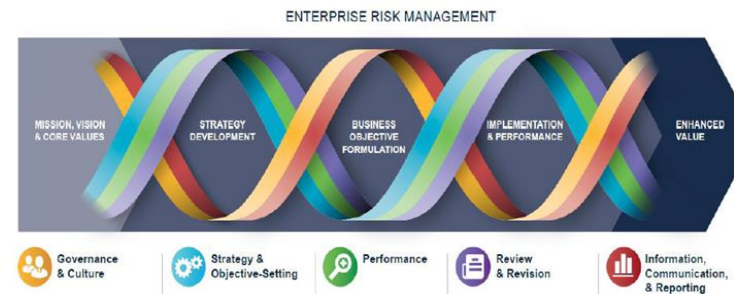 ENTERPRISE RISK MANAGEMENT
MISSION, VISION
& CORE VALUES
STRATEGY
DEVELOPMENT
BUSINESS
OBJECTIVE
FORMULATION
IMPLEMENTATION
& PERFORMANCE
ENHANCED
VALUE
Governance
& Culture
Strategy &
Objective-Setting
Performance
Review
& Revision
Information,
Communication,
& Reporting